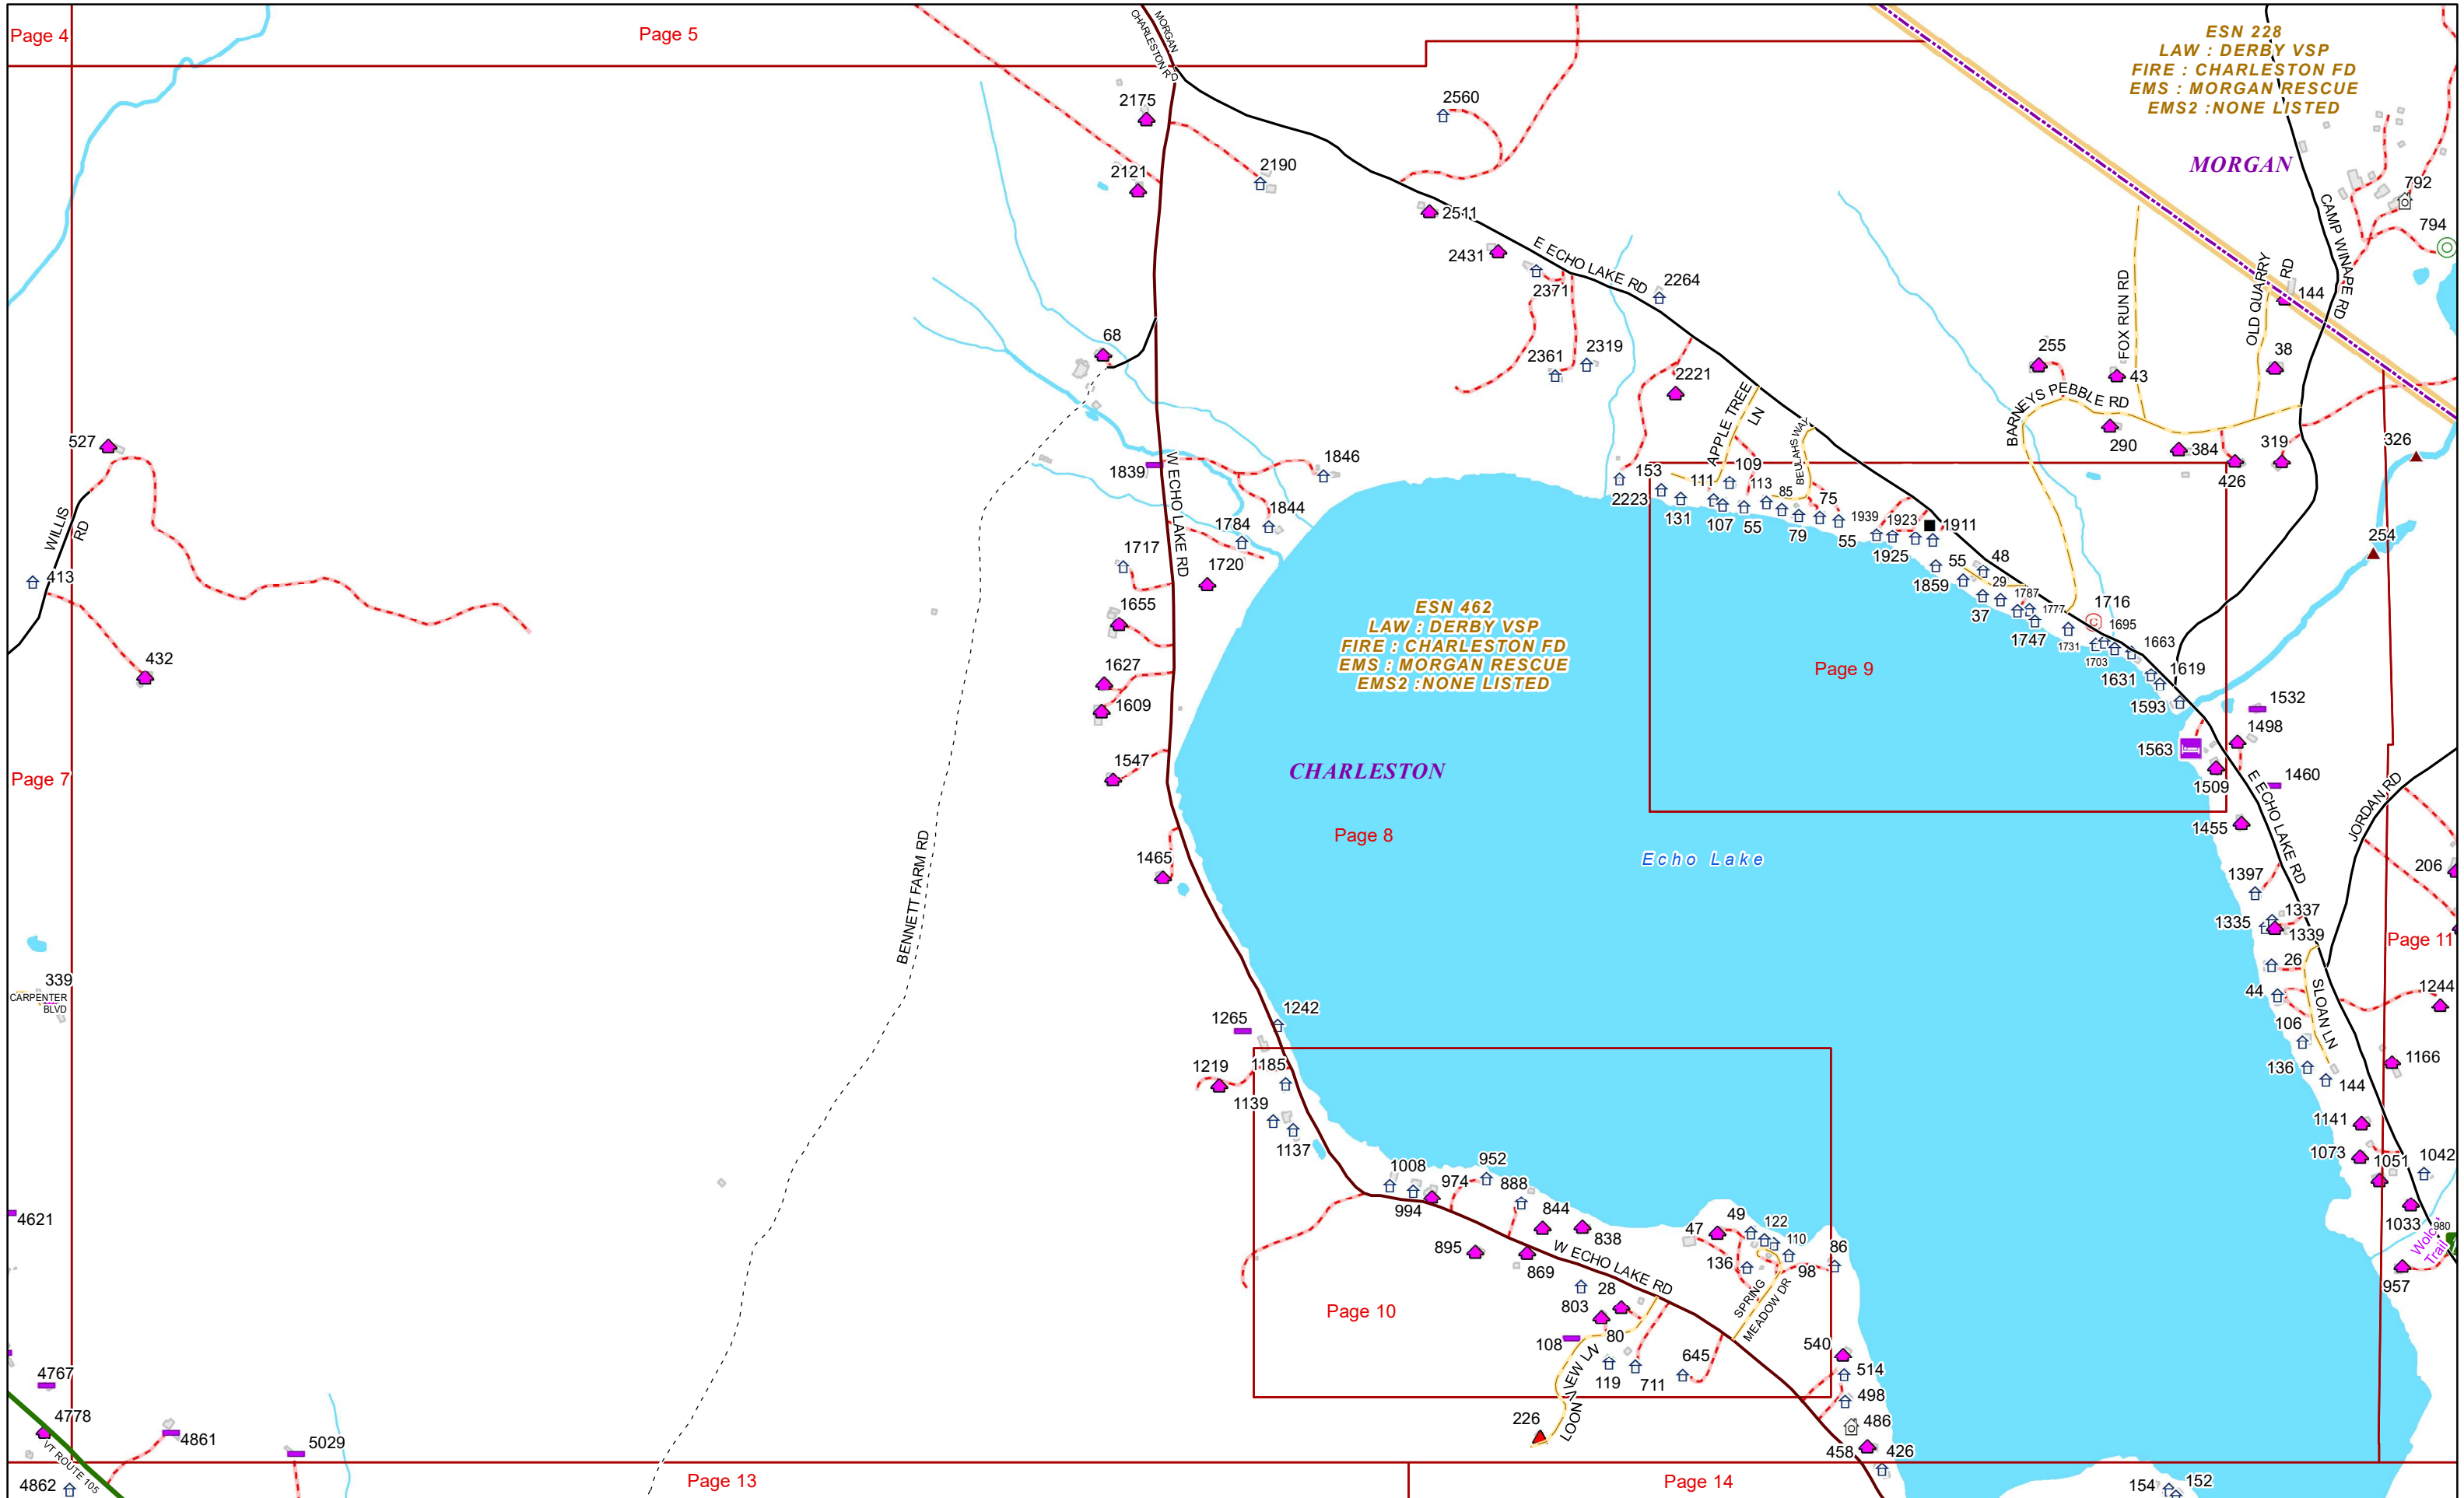 Page 4
Page 5
MORGAN
CHARLESTON RD
ESN 228
LAW : DERBY VSP
FIRE : CHARLESTON FD
EMS : MORGAN RESCUE
EMS2 :NONE LISTED
MORGAN
2175
2560
2190
2121
2511
2431
E ECHO LAKE RD
2371
2264
2361
2319
2221
68
792
794
CAMP WINAPE RD
OLD QUARRY
RD
144
FOX RUN RD
255
43
38
BARNEYS PEBBLE RD
290
384
319
326
426
254
527
WILLIS
RD
413
432
1839
W ECHO LAKE RD
1846
1844
1784
1717
1720
1655
1627
1609
1547
1465
APPLE TREE
LN
BEULAHS WAY
153
2223
131
111
109
107
113
55
85
79
75
55
1939
1923
1911
1925
1859
55
48
29
37
1787
1777
1747
1716
1731
1695
1703
1663
1631
1619
1593
ESN 462
LAW : DERBY VSP
FIRE : CHARLESTON FD
EMS : MORGAN RESCUE
EMS2 :NONE LISTED
Page 9
1532
1498
1563
1509
1460
1455
E ECHO LAKE RD
JORDAN RD
Page 7
CHARLESTON
Page 8
Echo Lake
BENNETT FARM RD
206
1397
1337
1335
1339
Page 11
26
44
SLOAN LN
1244
106
136
144
1166
1141
1073
1051
1042
1033
980
Trail
957
339
CARPENTER
BLVD
1265
1242
1219
1185
1139
1137
1008
994
974
952
888
844
838
895
869
W ECHO LAKE RD
47
49
122
110
136
98
86
SPRING
MEADOW DR
Page 10
803
28
108
80
LOON VIEW LN
119
711
645
226
540
514
498
486
458
426
4621
4767
4778
4861
5029
VT ROUTE 105
4862
Page 13
Page 14
154
152